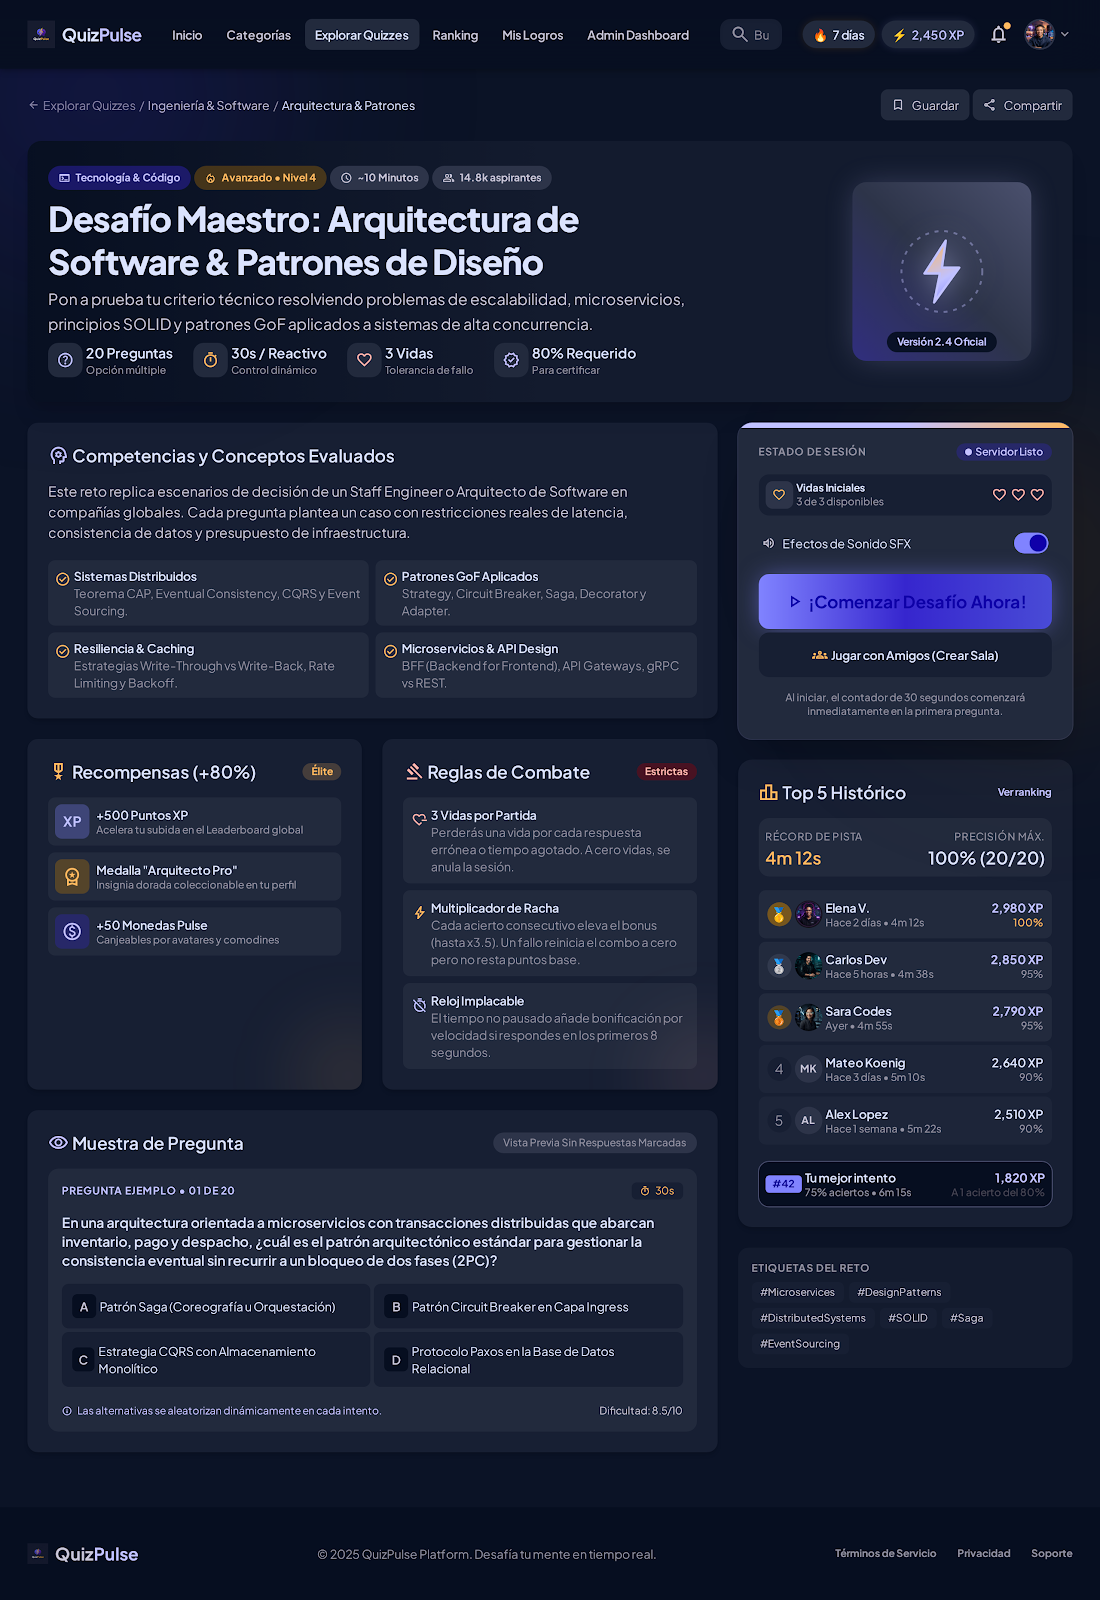 QuizPulse
Inicio
Categorías
Explorar Quizzes
Ranking
Mis Logros
Admin Dashboard
Bu
7 días
2,450 XP
Explorar Quizzes / Ingeniería & Software / Arquitectura & Patrones
Guardar
Compartir
Tecnología & Código
Avanzado • Nivel 4
~10 Minutos
14.8k aspirantes
Desafío Maestro: Arquitectura de
Software & Patrones de Diseño
Pon a prueba tu criterio técnico resolviendo problemas de escalabilidad, microservicios,
principios SOLID y patrones GoF aplicados a sistemas de alta concurrencia.
20 Preguntas
Opción múltiple
30s / Reactivo
Control dinámico
3 Vidas
Tolerancia de fallo
80% Requerido
Para certificar
Versión 2.4 Oficial
Competencias y Conceptos Evaluados
Este reto replica escenarios de decisión de un Staff Engineer o Arquitecto de Software en
compañías globales. Cada pregunta plantea un caso con restricciones reales de latencia,
consistencia de datos y presupuesto de infraestructura.
Sistemas Distribuidos
Teorema CAP, Eventual Consistency, CQRS y Event
Sourcing.
Patrones GoF Aplicados
Strategy, Circuit Breaker, Saga, Decorator y
Adapter.
Resiliencia & Caching
Estrategias Write-Through vs Write-Back, Rate
Limiting y Backoff.
Microservicios & API Design
BFF (Backend for Frontend), API Gateways, gRPC
vs REST.
ESTADO DE SESIÓN
Servidor Listo
Vidas Iniciales
3 de 3 disponibles
Efectos de Sonido SFX
¡Comenzar Desafío Ahora!
Jugar con Amigos (Crear Sala)
Al iniciar, el contador de 30 segundos comenzará
inmediatamente en la primera pregunta.
Recompensas (+80%)
Élite
XP
+500 Puntos XP
Acelera tu subida en el Leaderboard global
Medalla "Arquitecto Pro"
Insignia dorada coleccionable en tu perfil
+50 Monedas Pulse
Canjeables por avatares y comodines
Reglas de Combate
Estrictas
3 Vidas por Partida
Perderás una vida por cada respuesta
errónea o tiempo agotado. A cero vidas, se
anula la sesión.
Multiplicador de Racha
Cada acierto consecutivo eleva el bonus
(hasta x3.5). Un fallo reinicia el combo a cero
pero no resta puntos base.
Reloj Implacable
El tiempo no pausado añade bonificación por
velocidad si respondes en los primeros 8
segundos.
Top 5 Histórico
Ver ranking
RÉCORD DE PISTA
4m 12s
PRECISIÓN MÁX.
100% (20/20)
Elena V.
Hace 2 días • 4m 12s
2,980 XP
100%
Carlos Dev
Hace 5 horas • 4m 38s
2,850 XP
95%
Sara Codes
Ayer • 4m 55s
2,790 XP
95%
4
MK
Mateo Koenig
Hace 3 días • 5m 10s
2,640 XP
90%
5
AL
Alex Lopez
Hace 1 semana • 5m 22s
2,510 XP
90%
#42
Tu mejor intento
75% aciertos • 6m 15s
1,820 XP
A 1 acierto del 80%
Muestra de Pregunta
Vista Previa Sin Respuestas Marcadas
PREGUNTA EJEMPLO • 01 DE 20
30s
En una arquitectura orientada a microservicios con transacciones distribuidas que abarcan
inventario, pago y despacho, ¿cuál es el patrón arquitectónico estándar para gestionar la
consistencia eventual sin recurrir a un bloqueo de dos fases (2PC)?
A
Patrón Saga (Coreografía u Orquestación)
B
Patrón Circuit Breaker en Capa Ingress
C
Estrategia CQRS con Almacenamiento
Monolítico
D
Protocolo Paxos en la Base de Datos
Relacional
Las alternativas se aleatorizan dinámicamente en cada intento.
Dificultad: 8.5/10
ETIQUETAS DEL RETO
#Microservices
#DesignPatterns
#DistributedSystems
#SOLID
#Saga
#EventSourcing
QuizPulse
© 2025 QuizPulse Platform. Desafía tu mente en tiempo real.
Términos de Servicio
Privacidad
Soporte